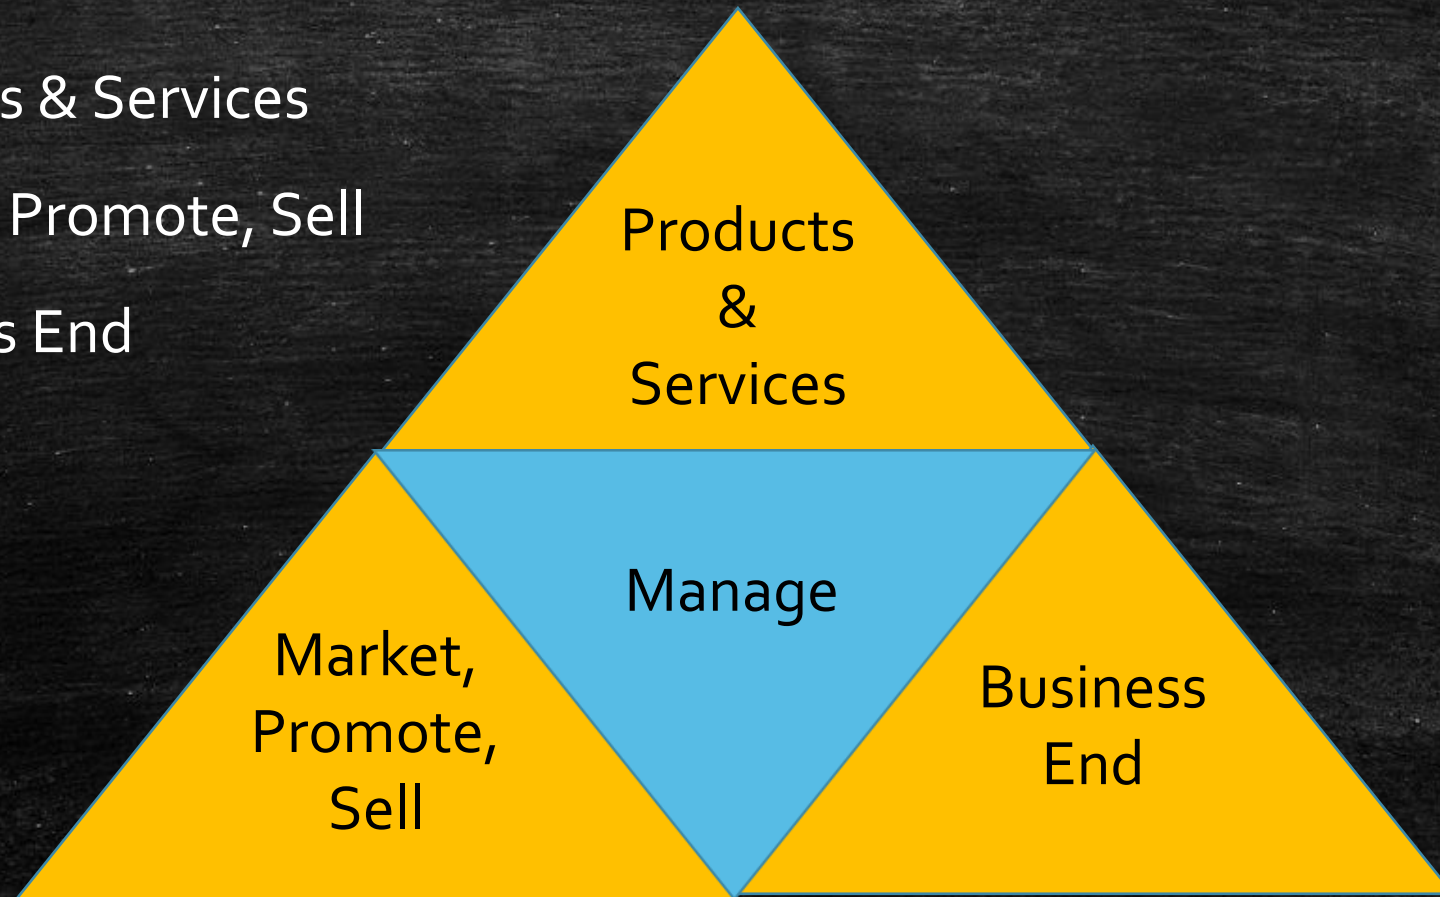 s & Services
Promote, Sell
s End
Products
&
Services
Manage
Market,
Promote,
Sell
Business
End